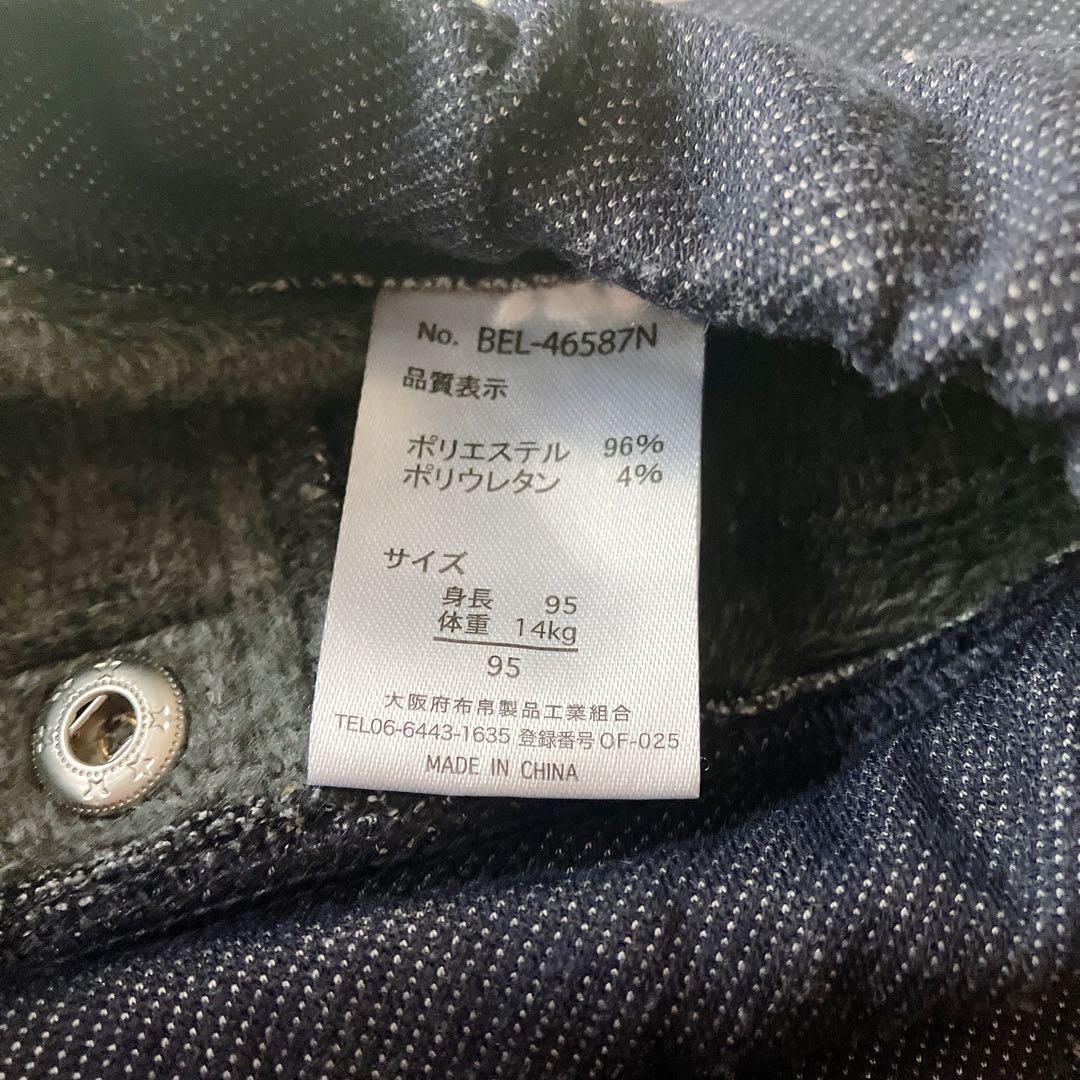 No. BEL-46587N
品質表示
ポリエステル 96%
ポリウレタン 4%
サイズ
身長 95
体重 14kg
95
大阪府布帛製品工業組合
TEL06-6443-1635 登録番号OF-025
MADE IN CHINA